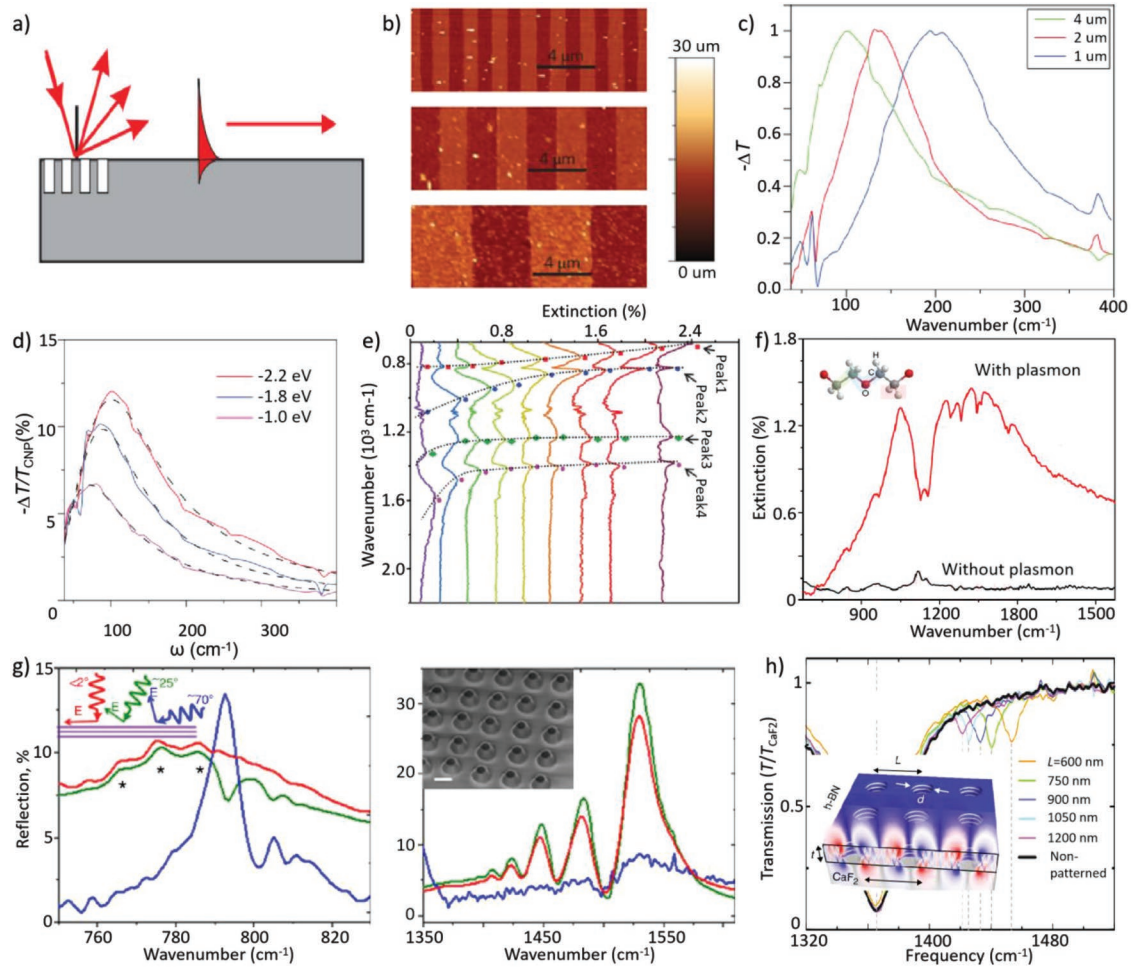 a)
b)
4 µm
4 µm
4 µm
30 um
0 um
c)
4 um
2 um
1 um
-ΔT
1
0.8
0.6
0.4
0.2
0.0
100
200
300
400
Wavenumber (cm⁻¹)
d)
-2.2 eV
-1.8 eV
-1.0 eV
-ΔT/T_CNP(%)
15
10
5
0
100
200
300
ω (cm⁻¹)
e)
Extinction (%)
0
0.8
1.6
2.4
Wavenumber (10³ cm-1)
0.8
1.2
1.6
2.0
Peak1
Peak2
Peak3
Peak4
f)
H
C
O
With plasmon
Without plasmon
Extinction (%)
1.8
1.2
0.6
0
900
1200
1500
Wavenumber (cm⁻¹)
g)
<2°
~25°
~70°
E
E
E
* * *
Reflection, %
15
10
5
0
760
780
800
820
Wavenumber (cm⁻¹)
30
20
10
0
1350
1450
1550
Wavenumber (cm⁻¹)
h)
Transmission (T/T_CaF2)
1
0.5
0
L
d
t
h-BN
CaF₂
L=600 nm
750 nm
900 nm
1050 nm
1200 nm
Non-
patterned
1320
1400
1480
Frequency (cm⁻¹)